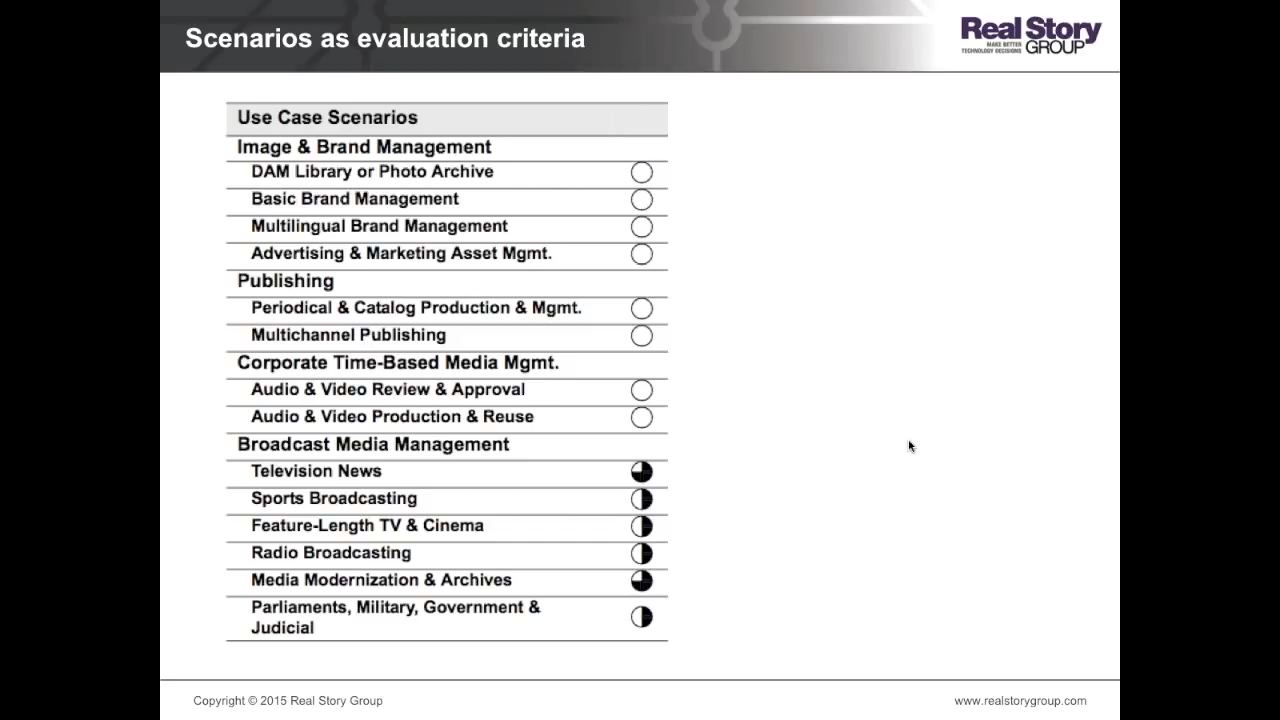 Scenarios as evaluation criteria
Real Story
MAKE BETTER
TECHNOLOGY DECISIONS
GROUP
Use Case Scenarios
Image & Brand Management
DAM Library or Photo Archive
Basic Brand Management
Multilingual Brand Management
Advertising & Marketing Asset Mgmt.
Publishing
Periodical & Catalog Production & Mgmt.
Multichannel Publishing
Corporate Time-Based Media Mgmt.
Audio & Video Review & Approval
Audio & Video Production & Reuse
Broadcast Media Management
Television News
Sports Broadcasting
Feature-Length TV & Cinema
Radio Broadcasting
Media Modernization & Archives
Parliaments, Military, Government &
Judicial
Copyright © 2015 Real Story Group
www.realstorygroup.com